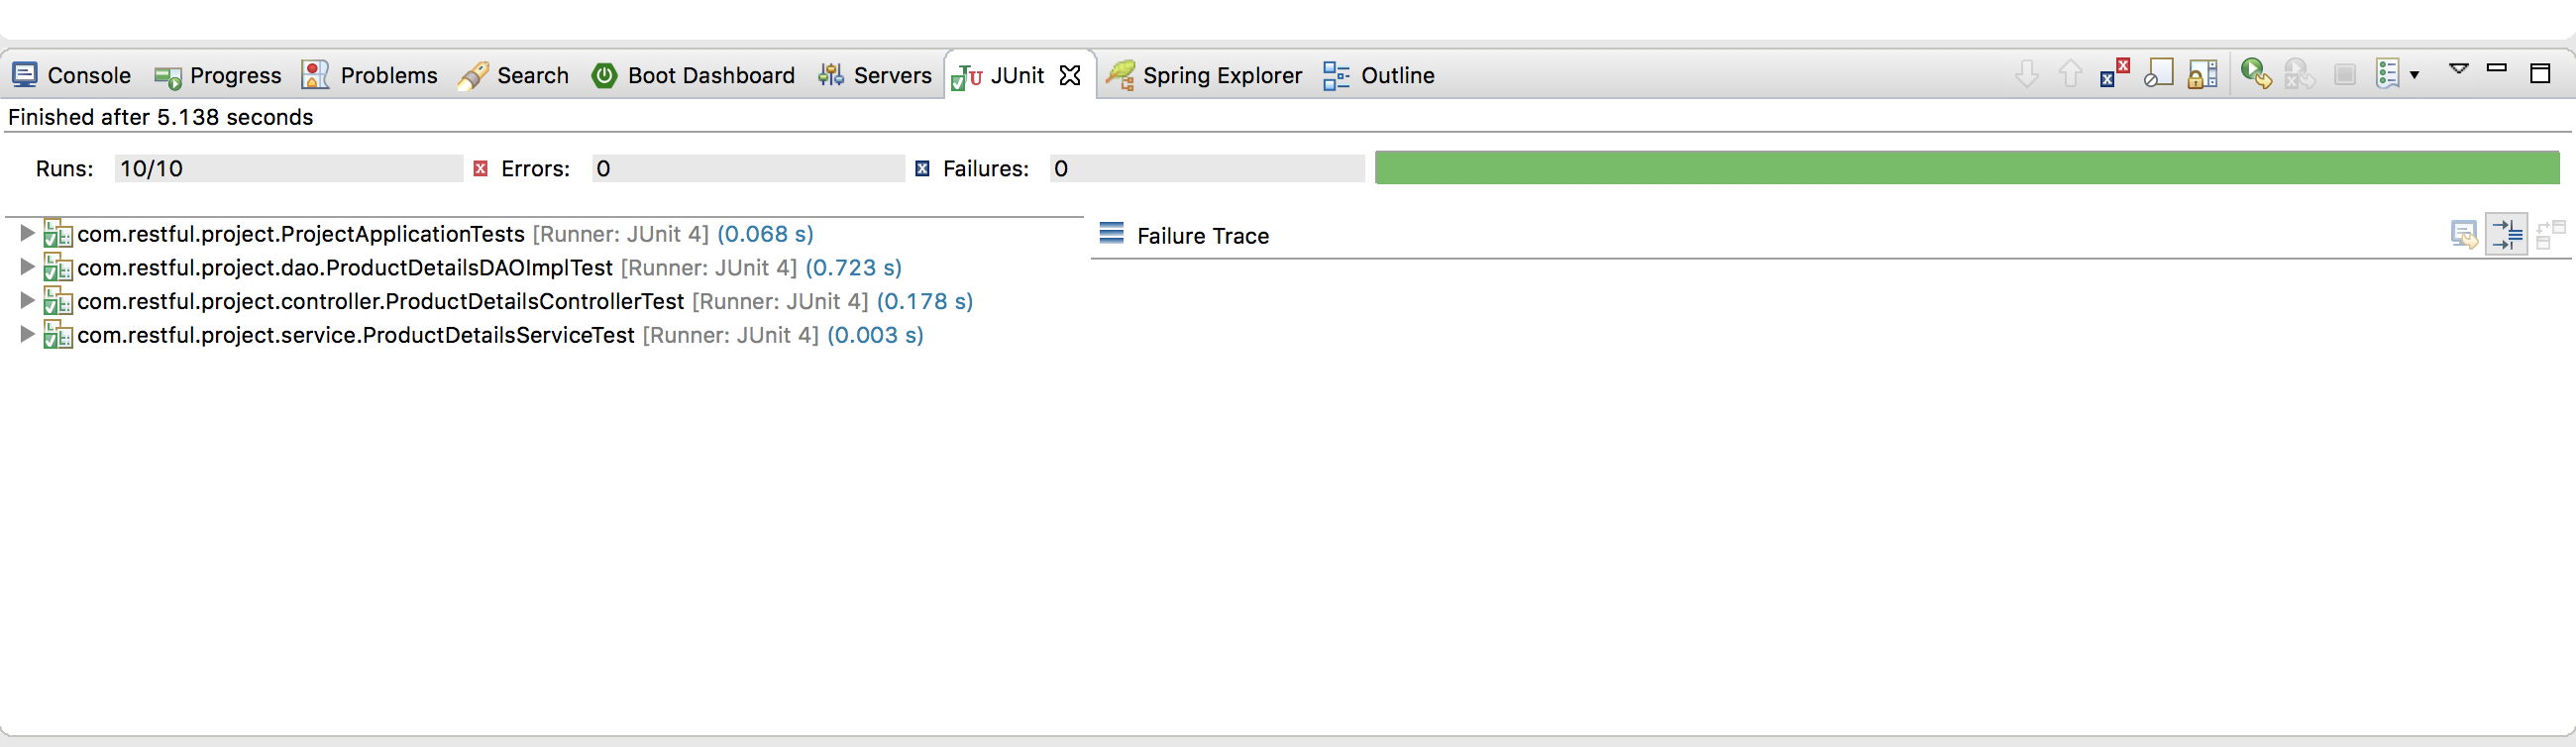 Console Progress Problems Search Boot Dashboard Servers JUnit Spring Explorer Outline
Finished after 5.138 seconds
Runs: 10/10 Errors: 0 Failures: 0
com.restful.project.ProjectApplicationTests [Runner: JUnit 4] (0.068 s)
Failure Trace
com.restful.project.dao.ProductDetailsDAOImplTest [Runner: JUnit 4] (0.723 s)
com.restful.project.controller.ProductDetailsControllerTest [Runner: JUnit 4] (0.178 s)
com.restful.project.service.ProductDetailsServiceTest [Runner: JUnit 4] (0.003 s)